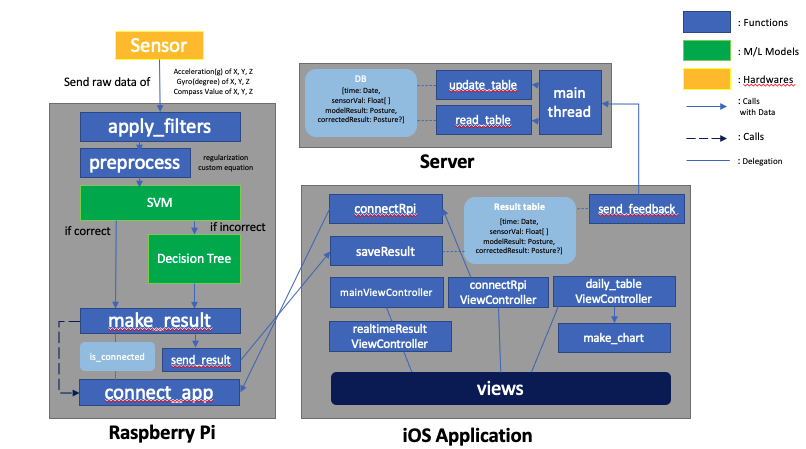 Sensor
Send raw data of
Acceleration(g) of X, Y, Z
Gyro(degree) of X, Y, Z
Compass Value of X, Y, Z
apply_filters
preprocess
regularization
custom equation
SVM
if correct
if incorrect
Decision Tree
make_result
is_connected
send_result
connect_app
Raspberry Pi
DB
[time: Date,
sensorVal: Float[ ]
modelResult: Posture,
correctedResult: Posture?]
update_table
read_table
main
thread
Server
connectRpi
saveResult
Result table
[time: Date,
sensorVal: Float[ ]
modelResult: Posture,
correctedResult: Posture?]
send_feedback
mainViewController
connectRpi
ViewController
daily_table
ViewController
realtimeResult
ViewController
make_chart
views
iOS Application
: Functions
: M/L Models
: Hardwares
: Calls
with Data
: Calls
: Delegation